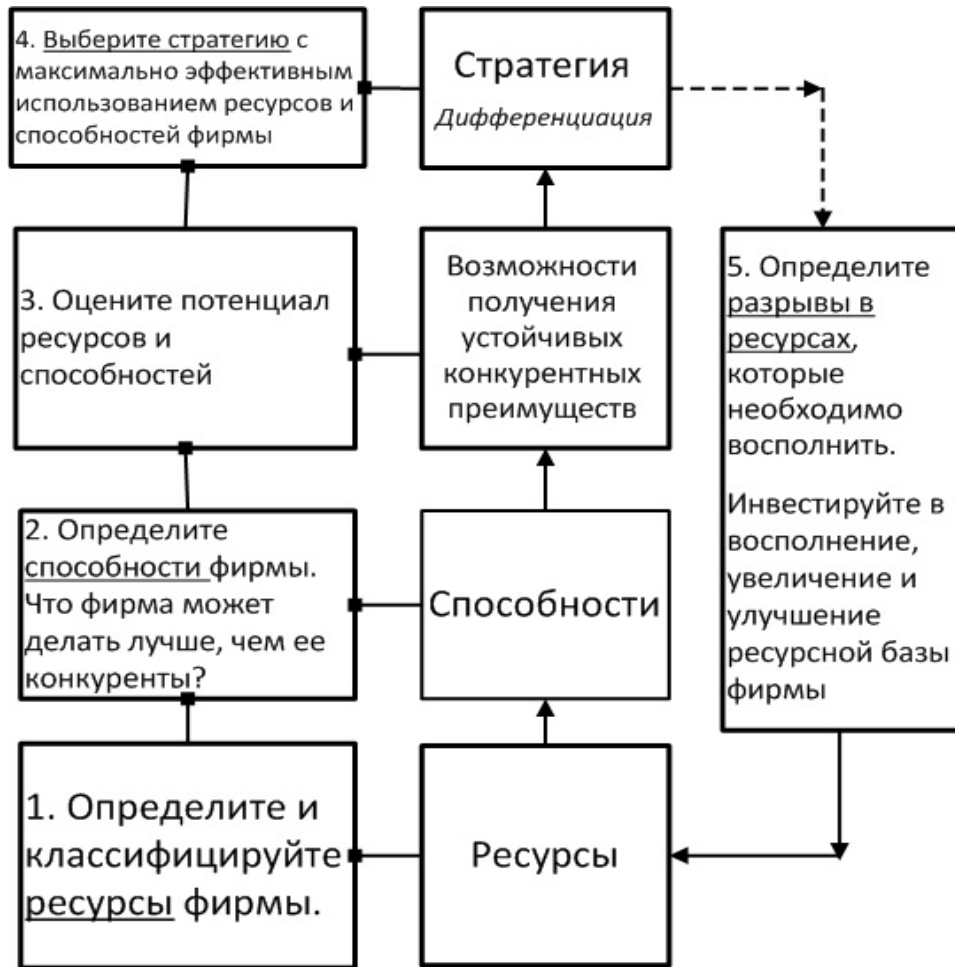 4. Выберите стратегию с
максимально эффективным
использованием ресурсов и
способностей фирмы
Стратегия
Дифференциация
3. Оцените потенциал
ресурсов и
способностей
Возможности
получения
устойчивых
конкурентных
преимуществ
5. Определите
разрывы в
ресурсах,
которые
необходимо
восполнить.
Инвестируйте в
восполнение,
увеличение и
улучшение
ресурсной базы
фирмы
2. Определите
способности фирмы.
Что фирма может
делать лучше, чем ее
конкуренты?
Способности
1. Определите и
классифицируйте
ресурсы фирмы.
Ресурсы